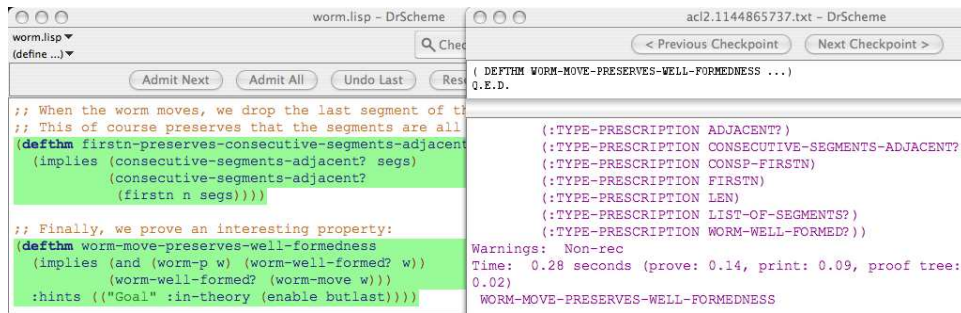 worm.lisp - DrScheme
worm.lisp
(define ...)
Chec
Admit Next Admit All Undo Last Res
;; When the worm moves, we drop the last segment of th
;; This of course preserves that the segments are all
(defthm firstn-preserves-consecutive-segments-adjacent
(implies (consecutive-segments-adjacent? segs)
(consecutive-segments-adjacent?
(firstn n segs))))
;; Finally, we prove an interesting property:
(defthm worm-move-preserves-well-formedness
(implies (and (worm-p w) (worm-well-formed? w))
(worm-well-formed? (worm-move w)))
:hints (("Goal" :in-theory (enable butlast))))
acl2.1144865737.txt - DrScheme
< Previous Checkpoint Next Checkpoint >
( DEFTHM WORM-MOVE-PRESERVES-WELL-FORMEDNESS ...)
Q.E.D.
(:TYPE-PRESCRIPTION ADJACENT?)
(:TYPE-PRESCRIPTION CONSECUTIVE-SEGMENTS-ADJACENT?
(:TYPE-PRESCRIPTION CONSP-FIRSTN)
(:TYPE-PRESCRIPTION FIRSTN)
(:TYPE-PRESCRIPTION LEN)
(:TYPE-PRESCRIPTION LIST-OF-SEGMENTS?)
(:TYPE-PRESCRIPTION WORM-WELL-FORMED?))
Warnings: Non-rec
Time: 0.28 seconds (prove: 0.14, print: 0.09, proof tree:
0.02)
WORM-MOVE-PRESERVES-WELL-FORMEDNESS